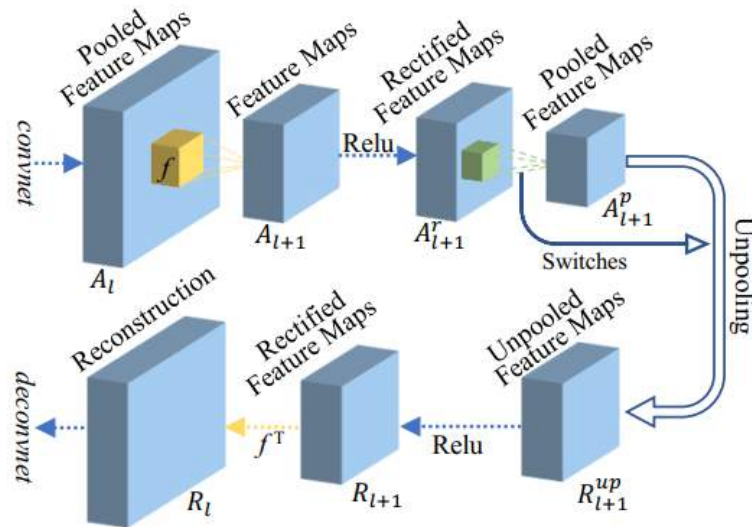 Pooled
Feature Maps
Feature Maps
Rectified
Feature Maps
Pooled
Feature Maps
convnet
f
Relu
A_l
A_{l+1}
A^r_{l+1}
A^p_{l+1}
Switches
Unpooling
Reconstruction
Rectified
Feature Maps
Unpooled
Feature Maps
deconvnet
f^T
Relu
R_l
R_{l+1}
R^{up}_{l+1}